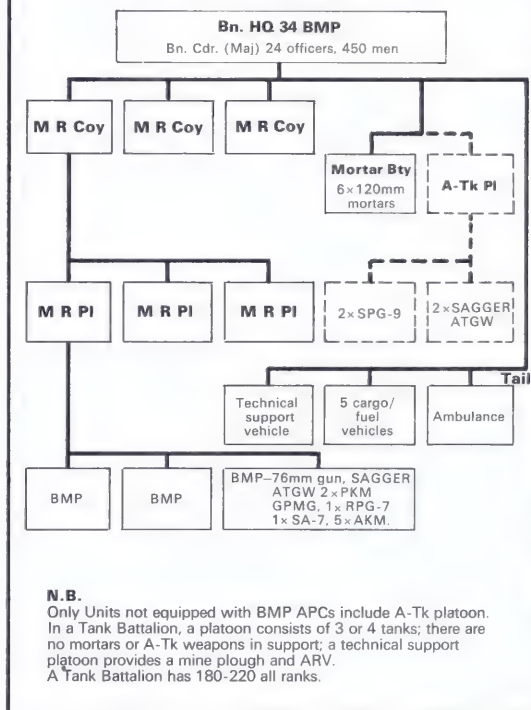 Bn. HQ 34 BMP
Bn. Cdr. (Maj) 24 officers, 450 men
M R Coy
M R Coy
M R Coy
Mortar Bty
6×120mm
mortars
A-Tk Pl
M R Pl
M R Pl
M R Pl
2×SPG-9
2×SAGGER
ATGW
Tail
Technical
support
vehicle
5 cargo/
fuel
vehicles
Ambulance
BMP
BMP
BMP–76mm gun, SAGGER
ATGW 2×PKM
GPMG, 1×RPG-7
1×SA-7, 5×AKM.
N.B.
Only Units not equipped with BMP APCs include A-Tk platoon.
In a Tank Battalion, a platoon consists of 3 or 4 tanks; there are
no mortars or A-Tk weapons in support; a technical support
platoon provides a mine plough and ARV.
A Tank Battalion has 180-220 all ranks.